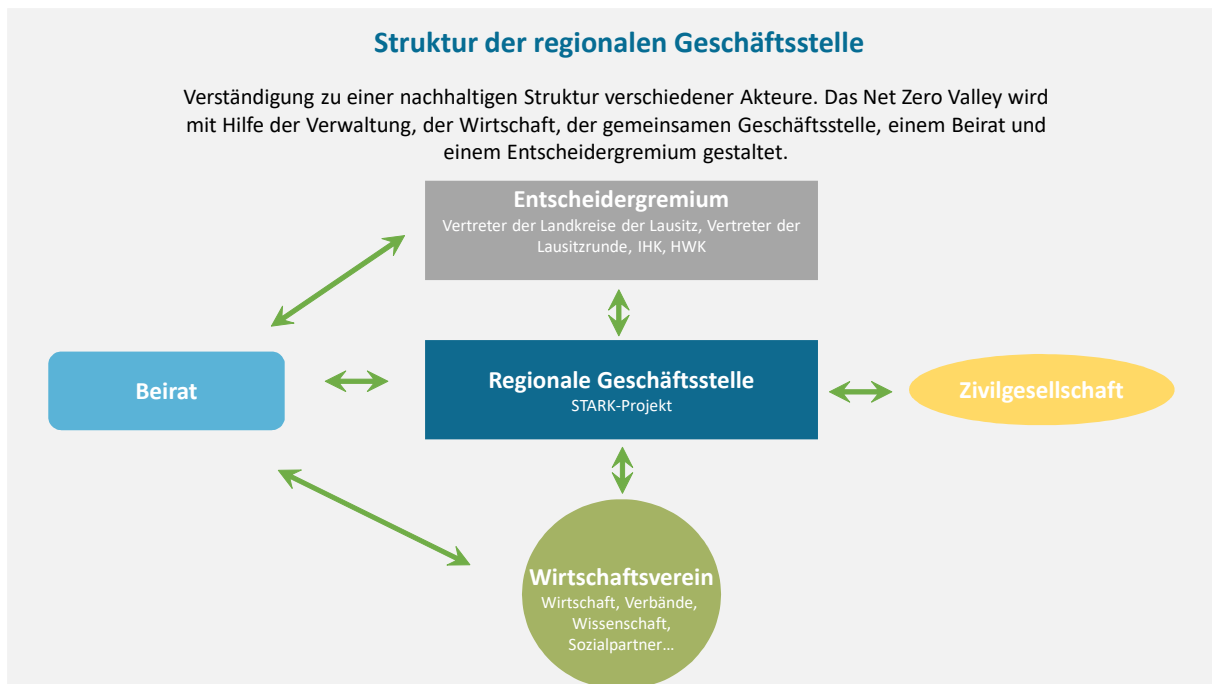 Struktur der regionalen Geschäftsstelle
Verständigung zu einer nachhaltigen Struktur verschiedener Akteure. Das Net Zero Valley wird
mit Hilfe der Verwaltung, der Wirtschaft, der gemeinsamen Geschäftsstelle, einem Beirat und
einem Entscheidergremium gestaltet.
Entscheidergremium
Vertreter der Landkreise der Lausitz, Vertreter der
Lausitzrunde, IHK, HWK
Beirat
Regionale Geschäftsstelle
STARK-Projekt
Zivilgesellschaft
Wirtschaftsverein
Wirtschaft, Verbände,
Wissenschaft,
Sozialpartner…